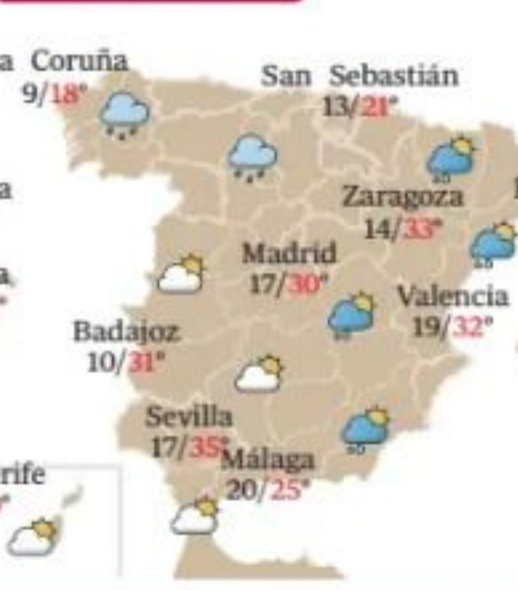 a Coruña
9/18°
San Sebastián
13/21°
a
Zaragoza
14/33°
Madrid
17/30°
a
Valencia
19/32°
Badajoz
10/31°
Sevilla
17/35°
Málaga
20/25°
rife